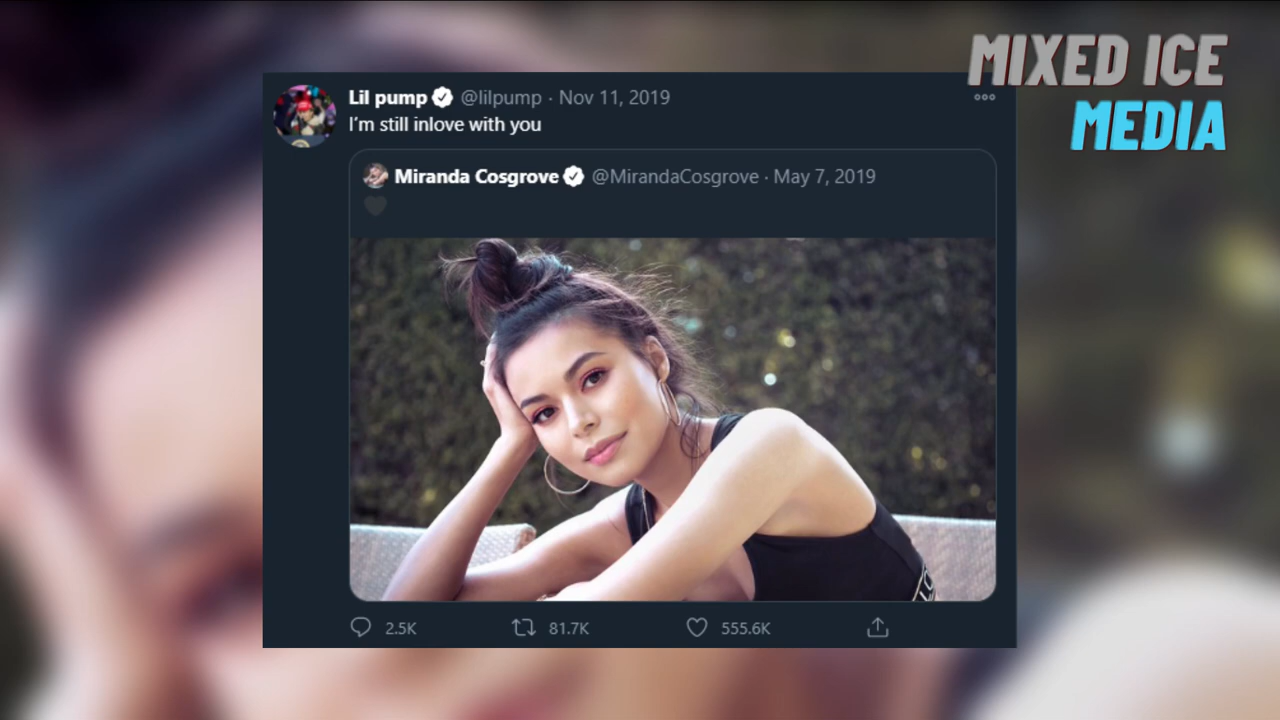 MIXED ICE
MEDIA
Lil pump @lilpump · Nov 11, 2019
I'm still inlove with you
Miranda Cosgrove @MirandaCosgrove · May 7, 2019
2.5K 81.7K 555.6K